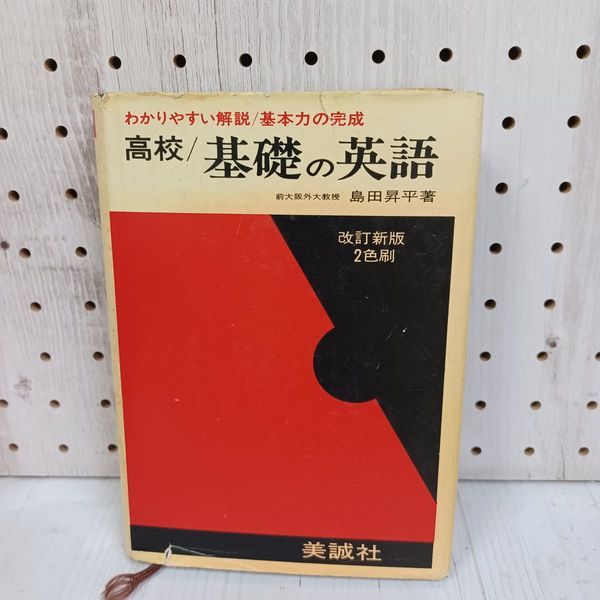 わかりやすい解説/基本力の完成
高校/基礎の英語
前大阪外大教授 島田昇平著
改訂新版
2色刷
美誠社